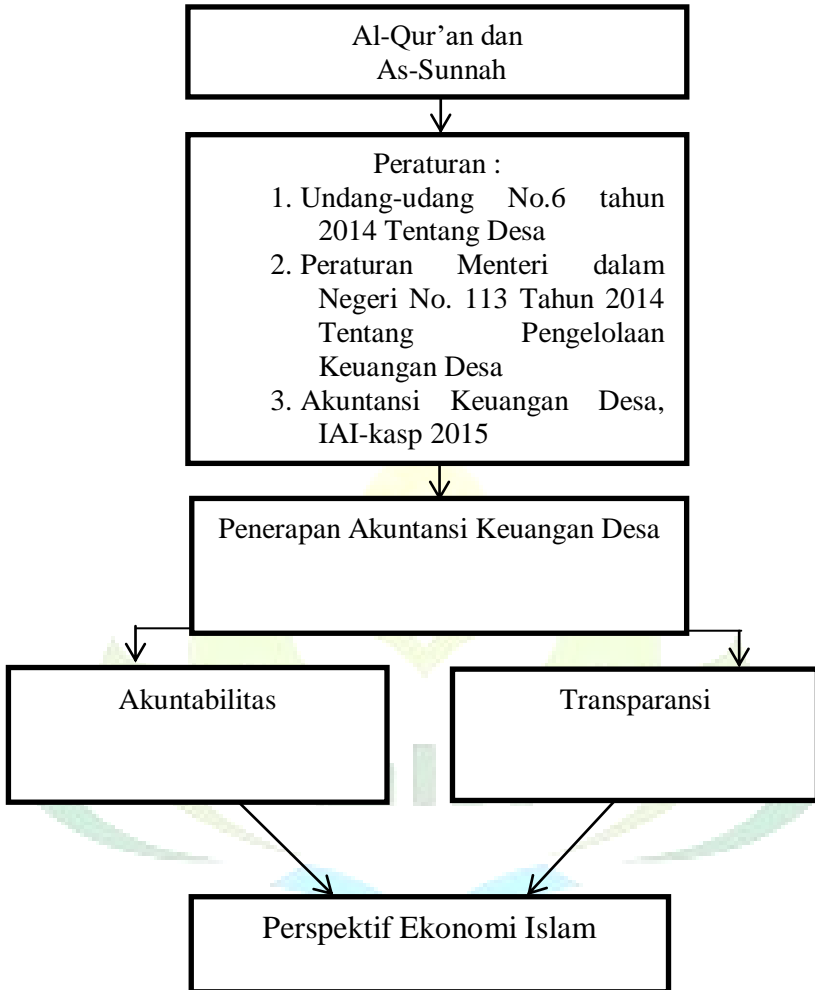 Al-Qur’an dan
As-Sunnah
Peraturan :
1. Undang-udang No.6 tahun
2014 Tentang Desa
2. Peraturan Menteri dalam
Negeri No. 113 Tahun 2014
Tentang Pengelolaan
Keuangan Desa
3. Akuntansi Keuangan Desa,
IAI-kasp 2015
Penerapan Akuntansi Keuangan Desa
Akuntabilitas
Transparansi
Perspektif Ekonomi Islam